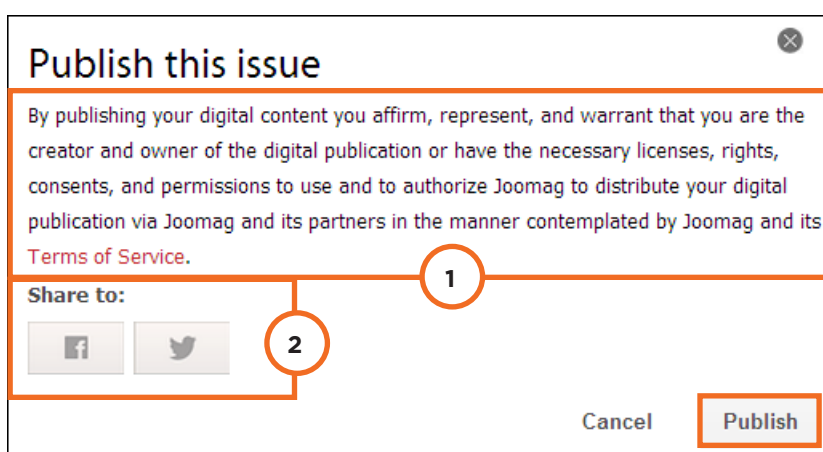 Publish this issue
By publishing your digital content you affirm, represent, and warrant that you are the
creator and owner of the digital publication or have the necessary licenses, rights,
consents, and permissions to use and to authorize Joomag to distribute your digital
publication via Joomag and its partners in the manner contemplated by Joomag and its
Terms of Service.
1
Share to:
2
Cancel Publish